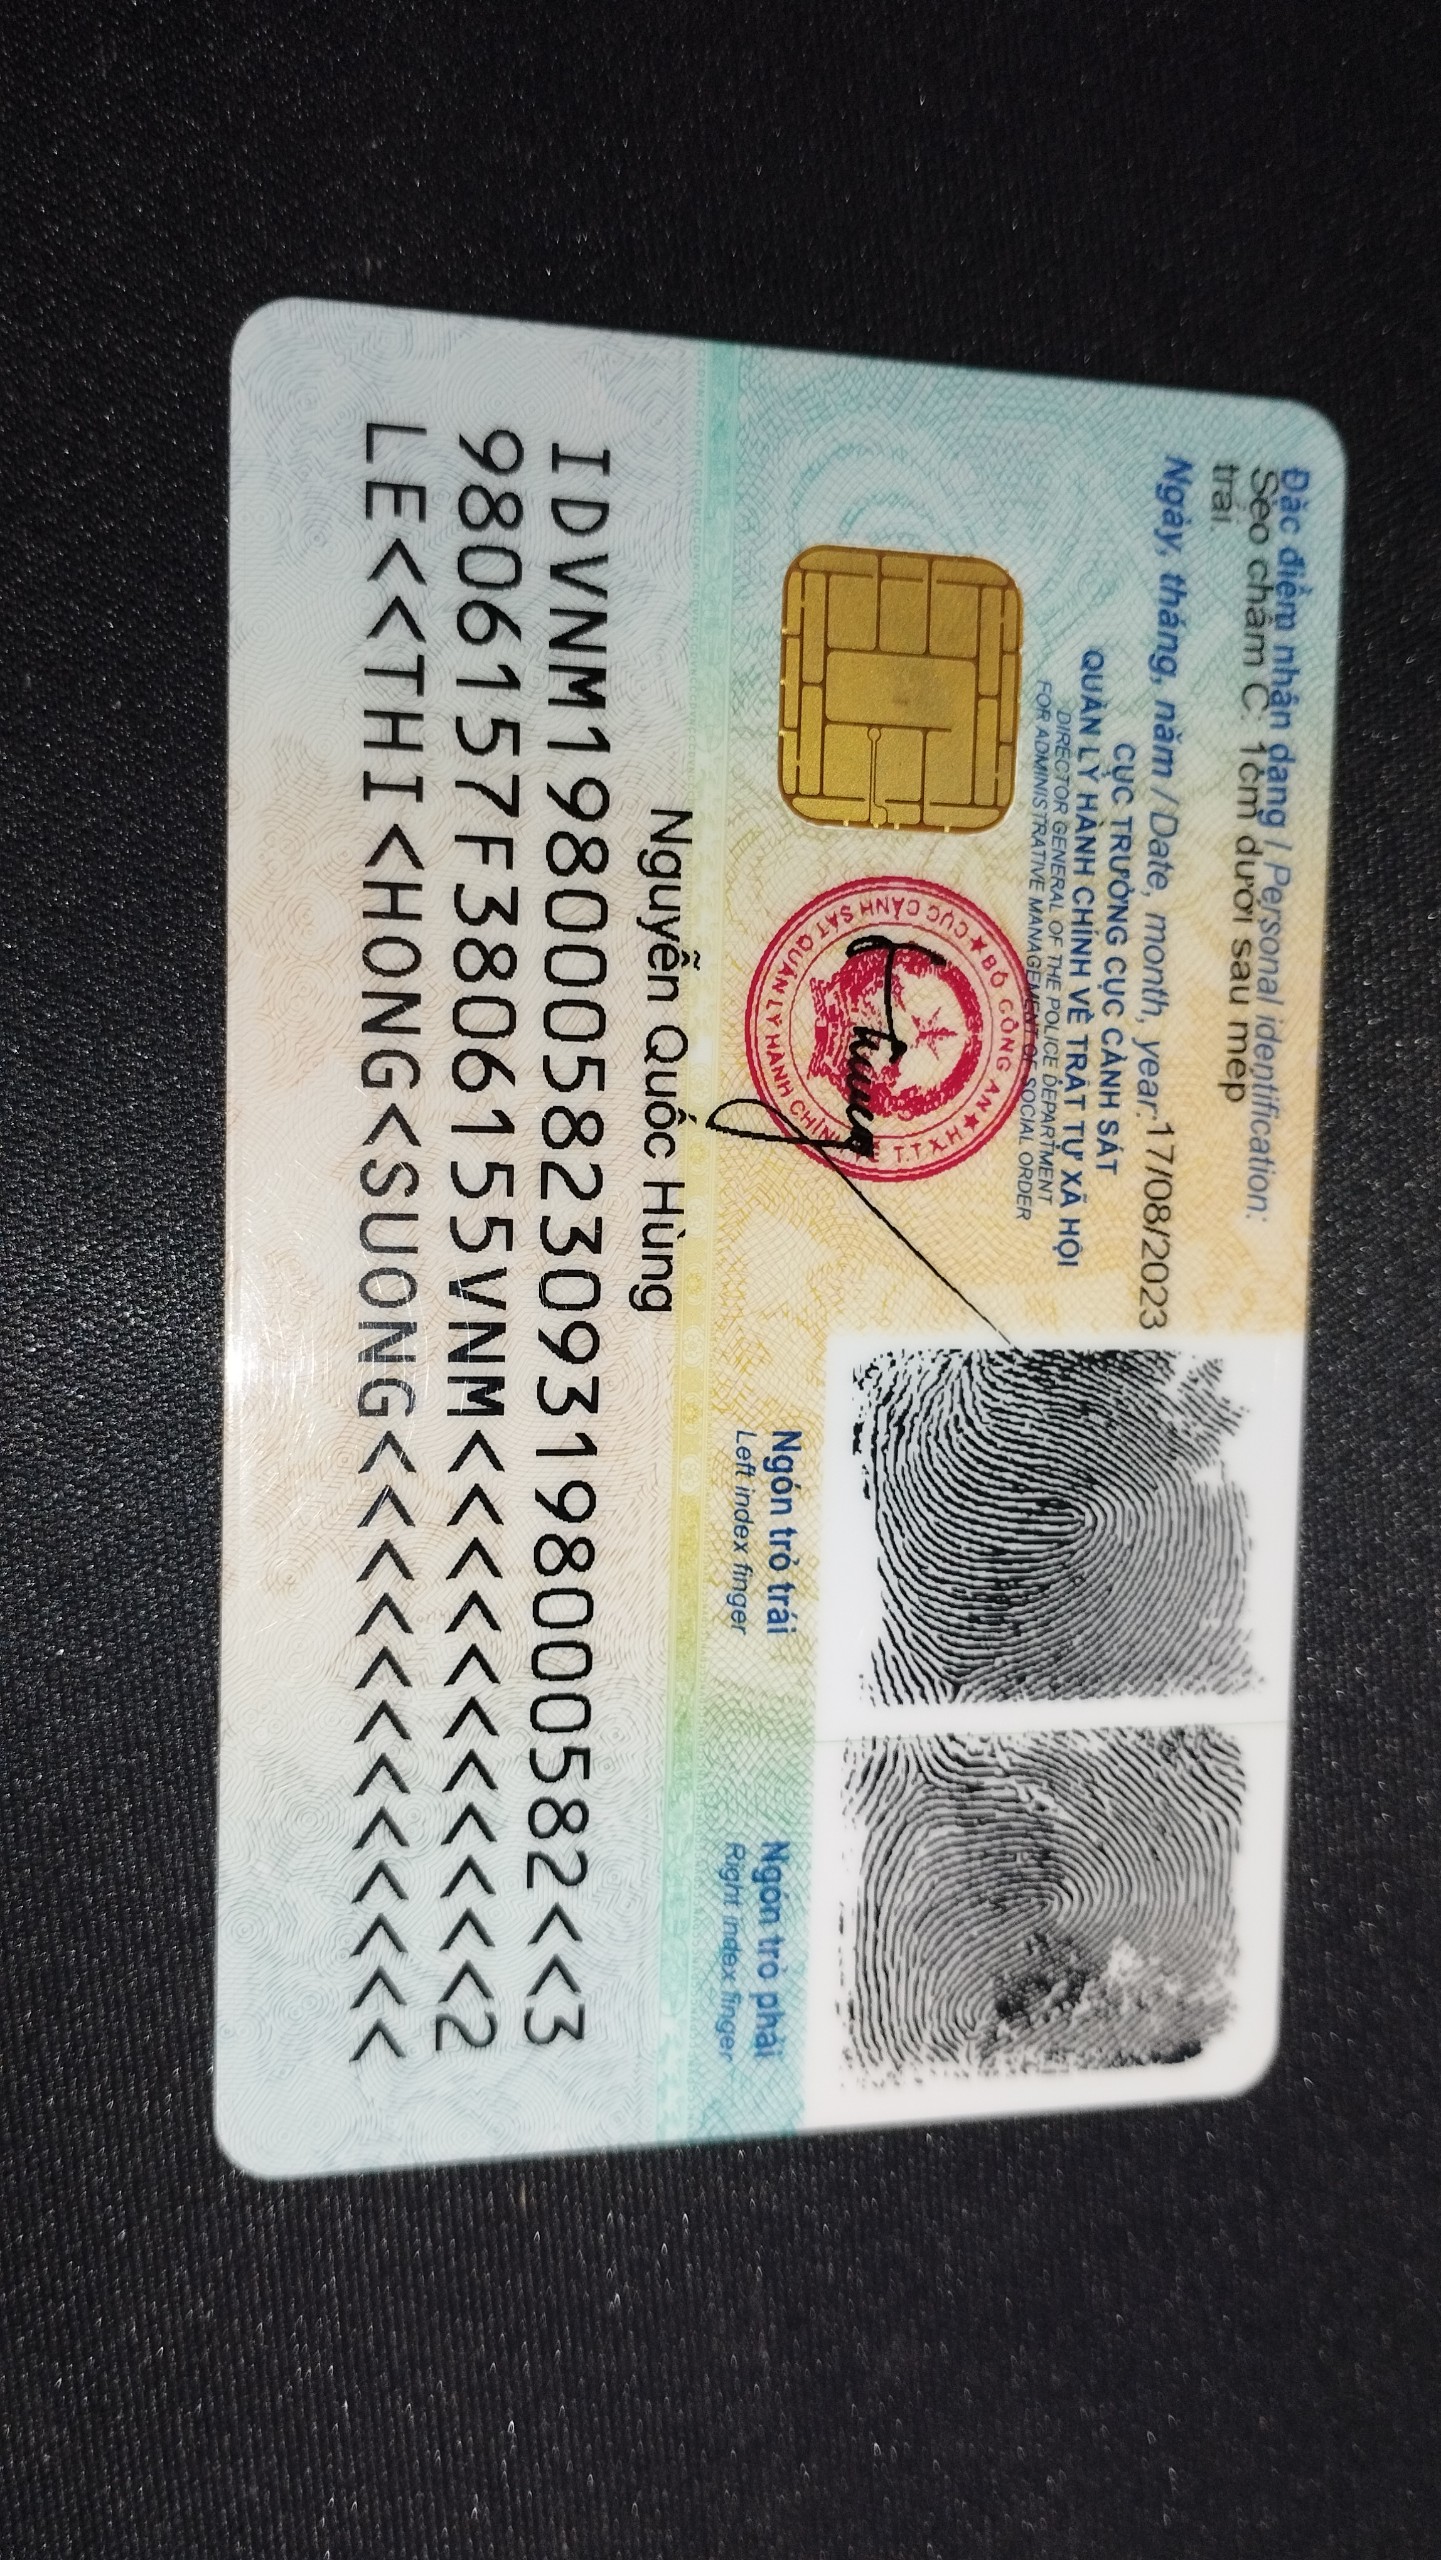 Đặc điểm nhận dạng / Personal identification:
Sẹo chấm C: 1cm dưới sau mép
trái.
Ngày, tháng, năm / Date, month, year: 17/08/2023
CỤC TRƯỞNG CỤC CẢNH SÁT
QUẢN LÝ HÀNH CHÍNH VỀ TRẬT TỰ XÃ HỘI
DIRECTOR GENERAL OF THE POLICE DEPARTMENT
FOR ADMINISTRATIVE MANAGEMENT OF SOCIAL ORDER
BỘ CÔNG AN
CỤC CẢNH SÁT QUẢN LÝ HÀNH CHÍNH VỀ TTXH
Ngón trỏ trái
Left index finger
Ngón trỏ phải
Right index finger
Nguyễn Quốc Hùng
IDVNM1980005823093198000582<<3
9806157F3806155VNM<<<<<<<<<<<2
LE<<THI<HONG<SUONG<<<<<<<<<<<<